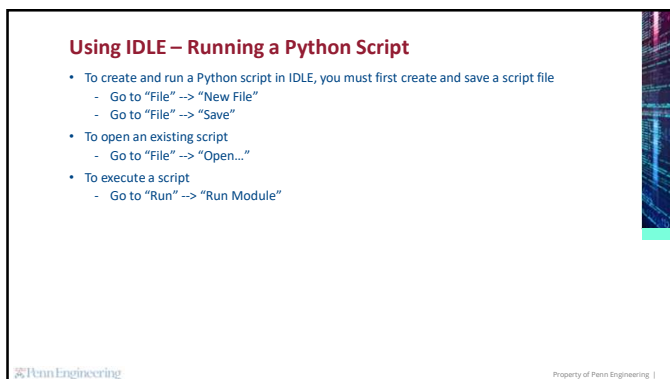 Using IDLE – Running a Python Script
• To create and run a Python script in IDLE, you must first create and save a script file
- Go to “File” --> “New File”
- Go to “File” --> “Save”
• To open an existing script
- Go to “File” --> “Open…”
• To execute a script
- Go to “Run” --> “Run Module”
Penn Engineering
Property of Penn Engineering |